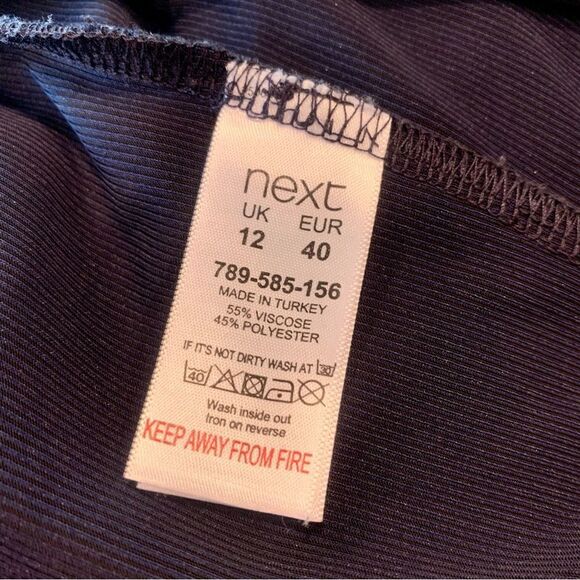 next
UK EUR
12 40
789-585-156
MADE IN TURKEY
55% VISCOSE
45% POLYESTER
IF IT'S NOT DIRTY WASH AT 30
40
Wash inside out
Iron on reverse
KEEP AWAY FROM FIRE